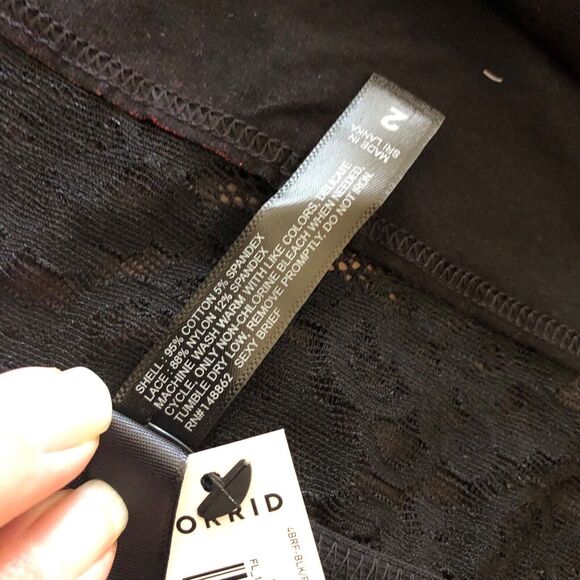 2
MADE IN
SRI LANKA
SHELL: 95% COTTON 5% SPANDEX
LACE: 88% NYLON 12% SPANDEX
MACHINE WASH WARM WITH LIKE COLORS, DELICATE
CYCLE. ONLY NON-CHLORINE BLEACH WHEN NEEDED.
TUMBLE DRY LOW. REMOVE PROMPTLY. DO NOT IRON.
RN#148862 SEXY BRIEF
ORRID
4BRF-BLK/